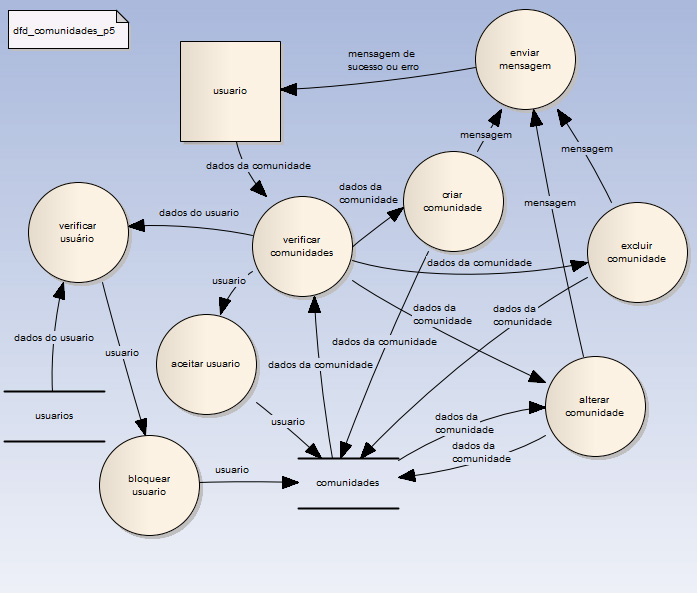 dfd_comunidades_p5
enviar
mensagem
mensagem de
sucesso ou erro
usuario
mensagem
mensagem
dados da comunidade
dados da
comunidade
criar
comunidade
mensagem
dados do usuario
verificar
usuário
verificar
comunidades
excluir
comunidade
dados da comunidade
usuario
dados da
comunidade
dados da
comunidade
dados do usuario
dados da comunidade
usuario
aceitar usuario
dados da comunidade
alterar
comunidade
usuarios
usuario
dados da
comunidade
dados da
comunidade
usuario
bloquear
usuario
comunidades